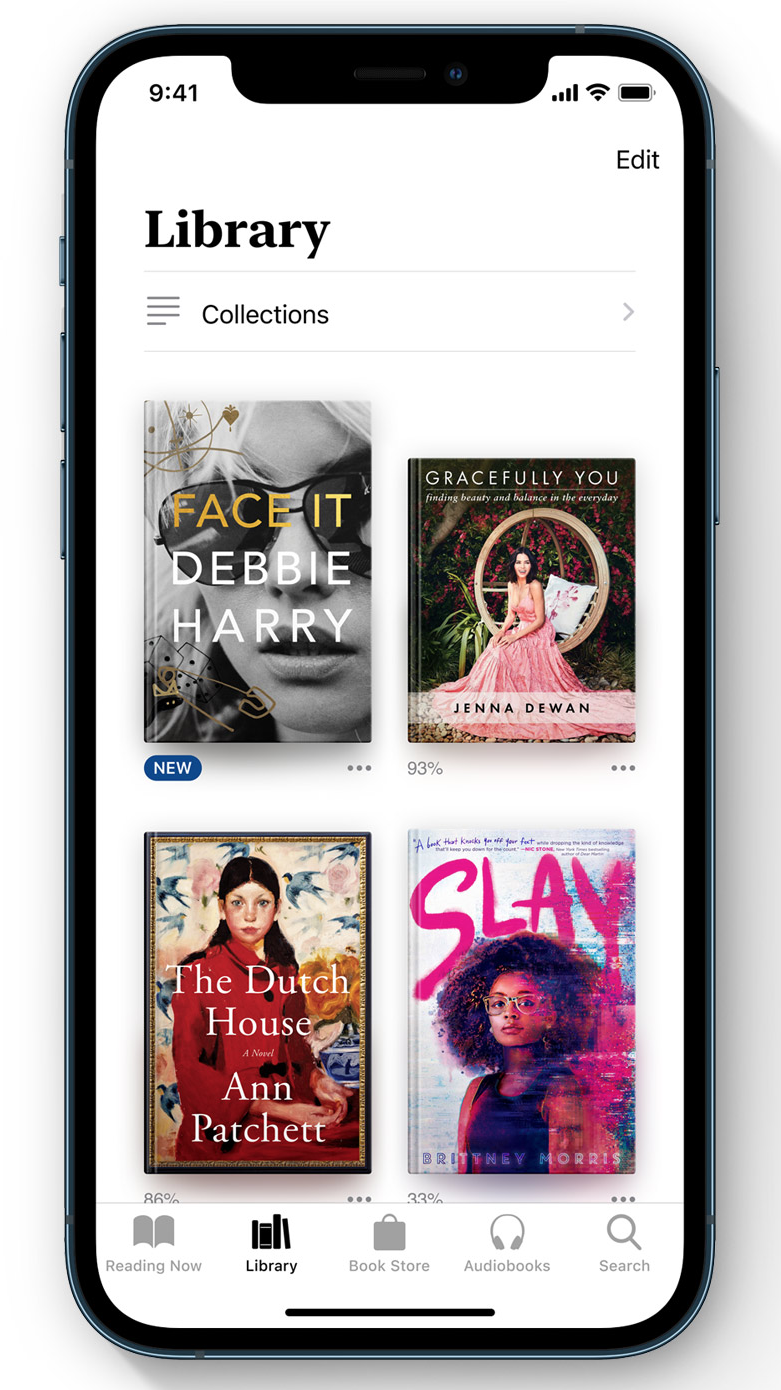 9:41
Edit
Library
Collections
FACE IT
DEBBIE
HARRY
NEW
GRACEFULLY YOU
finding beauty and balance in the everyday
JENNA DEWAN
93%
The Dutch
House
A Novel
Ann
Patchett
86%
"A book that knocks you off your feet while dropping the kind of knowledge
that'll keep you down for the count." —NIC STONE, New York Times bestselling
author of Dear Martin
SLAY
BRITTNEY MORRIS
33%
Reading Now
Library
Book Store
Audiobooks
Search